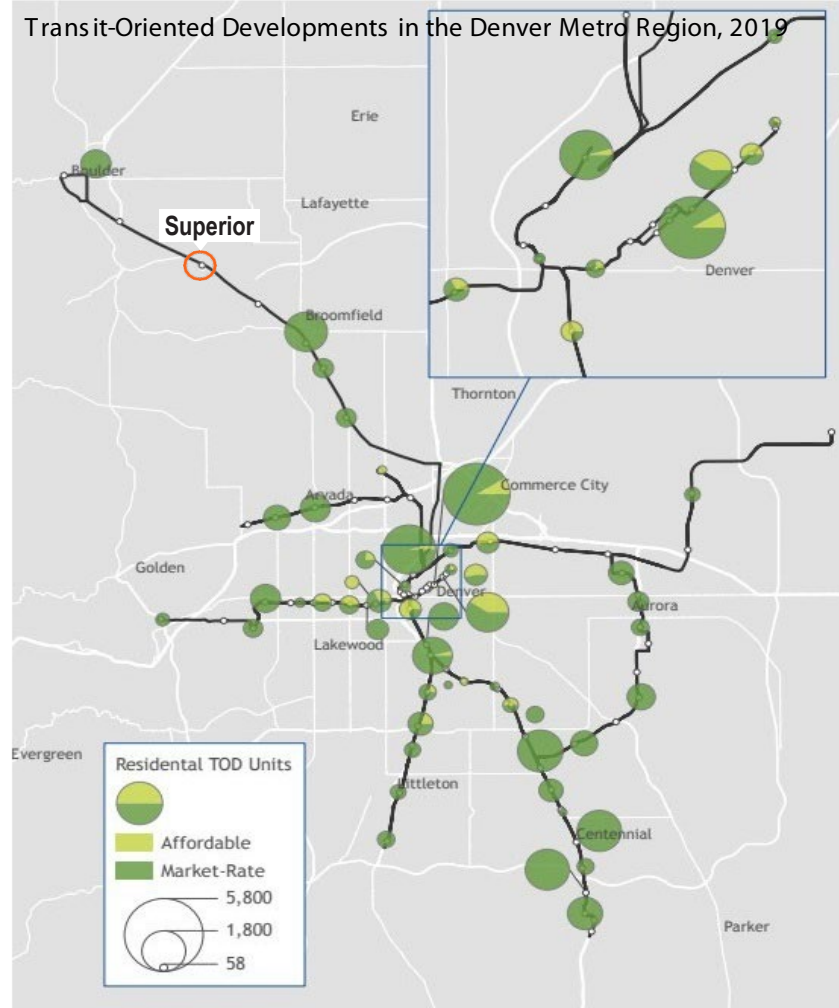 Transit-Oriented Developments in the Denver Metro Region, 2019
Erie
Boulder
Lafayette
Superior
Denver
Broomfield
Thornton
Arvada
Commerce City
Golden
Denver
Aurora
Lakewood
Evergreen
Residental TOD Units
Affordable
Market-Rate
5,800
1,800
58
Littleton
Centennial
Parker